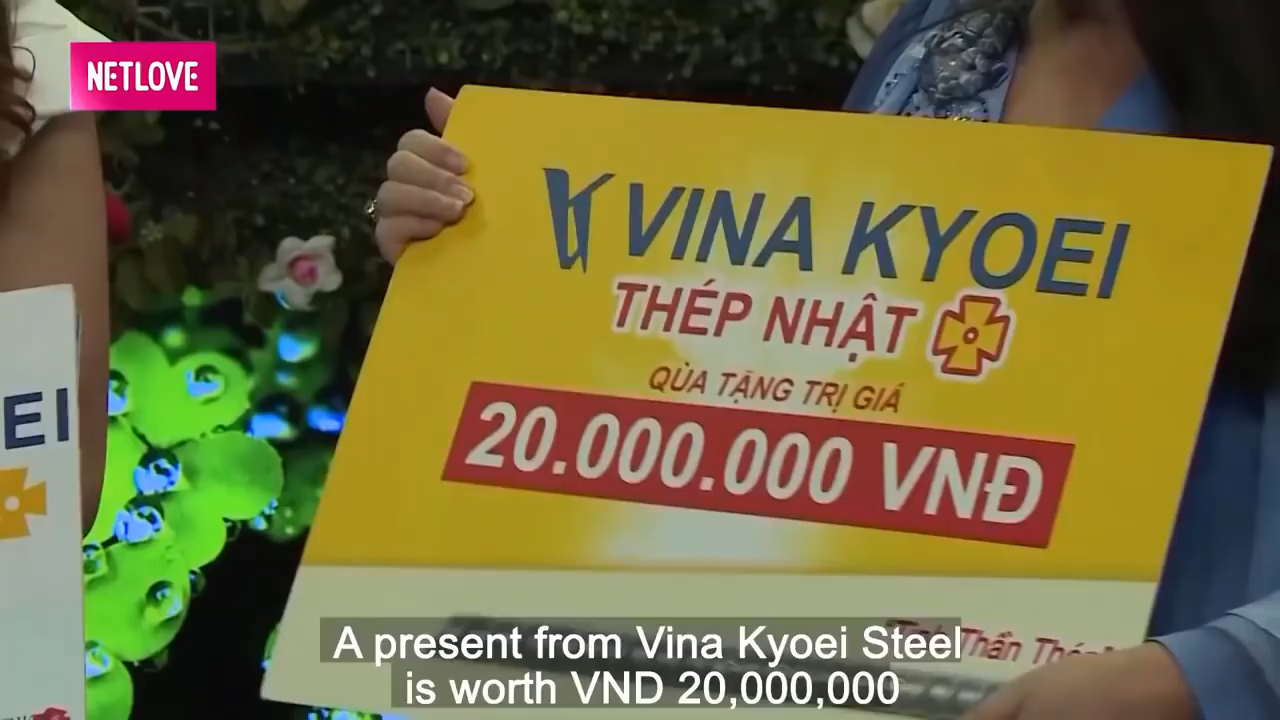 NETLOVE
VINA KYOEI
THÉP NHẬT
QÙA TẶNG TRỊ GIÁ
20.000.000 VNĐ
EI
Thần
A present from Vina Kyoei Steel
is worth VND 20,000,000